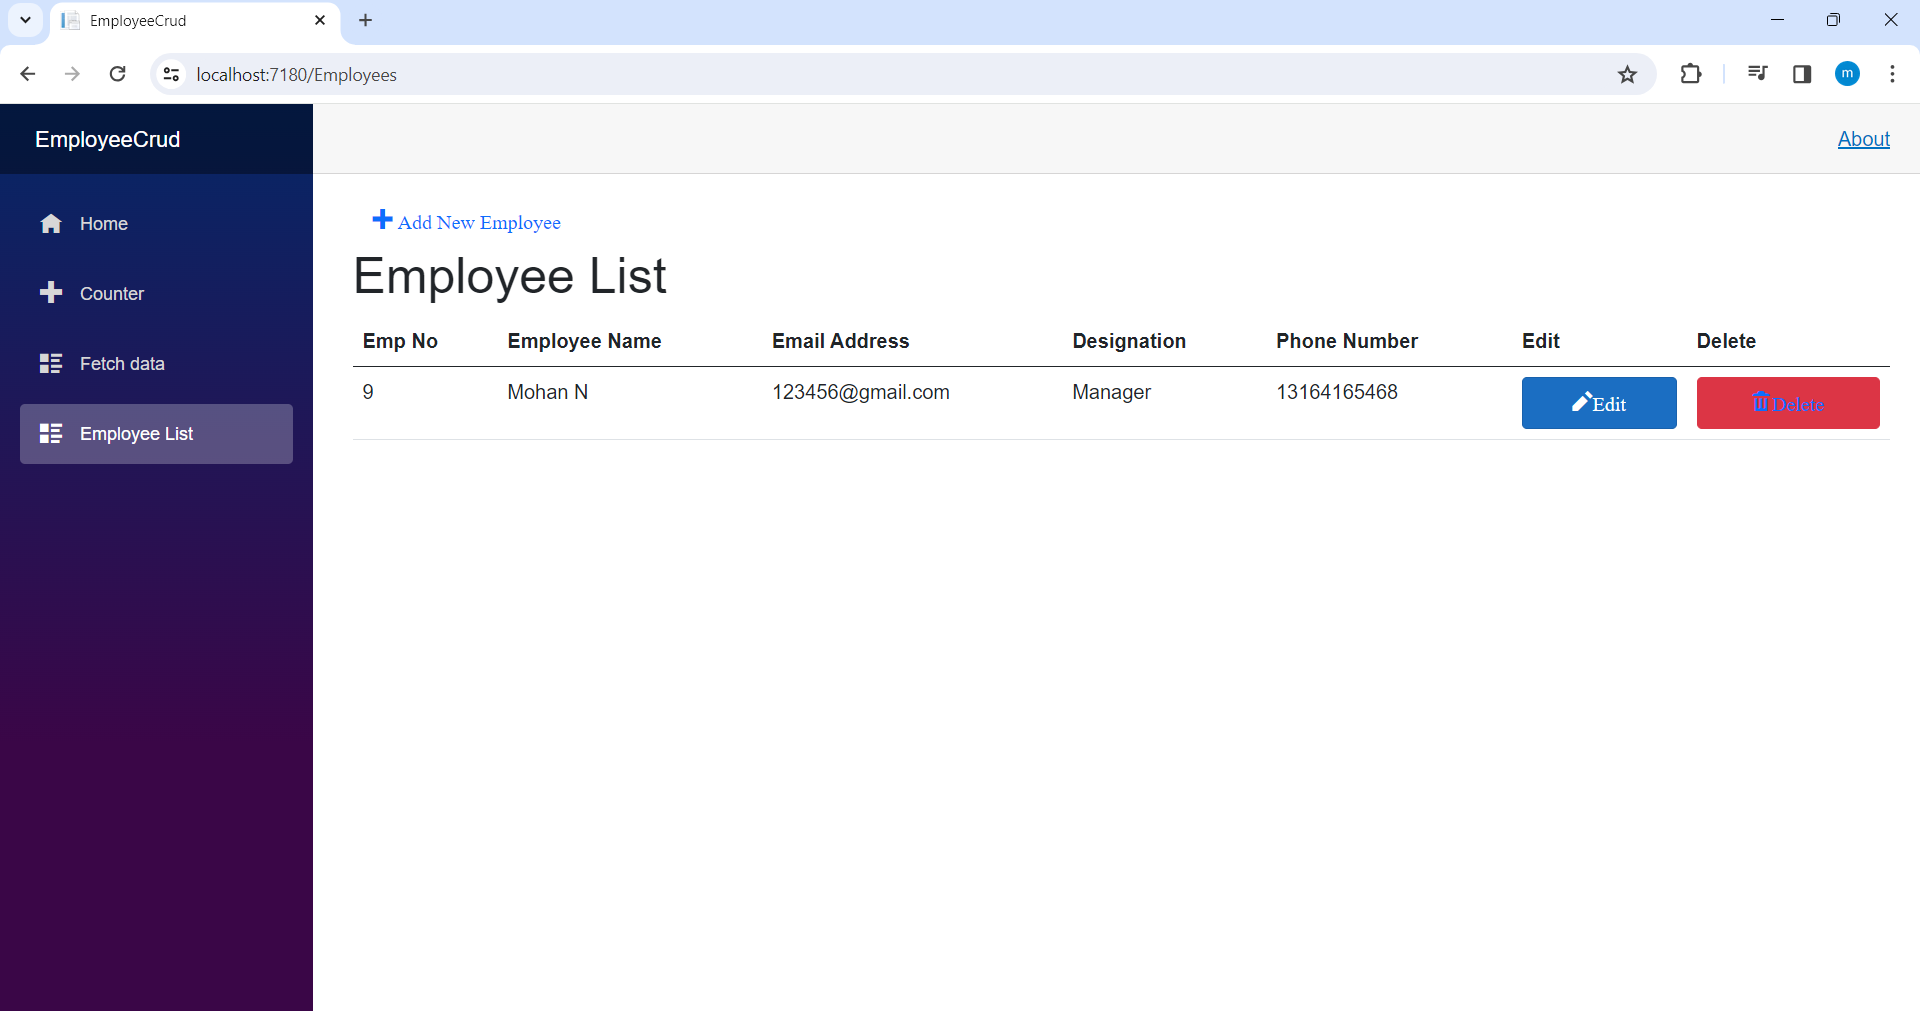 EmployeeCrud
localhost:7180/Employees
m
EmployeeCrud
About
Home
Counter
Fetch data
Employee List
Add New Employee
Employee List
Emp No Employee Name Email Address Designation Phone Number Edit Delete
9 Mohan N 123456@gmail.com Manager 13164165468 Edit Delete